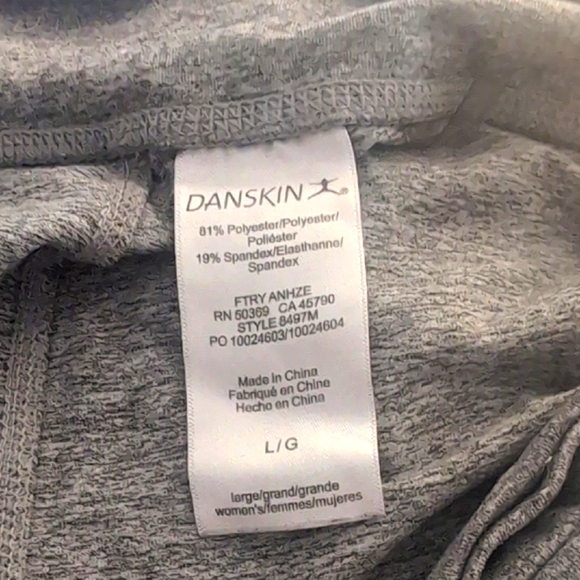 DANSKIN®
81% Polyester/Polyester/
Poliéster
19% Spandex/Elasthanne/
Spandex
FTRY ANHZE
RN 50369 CA 45790
STYLE 8497M
PO 10024603/10024604
Made in China
Fabriqué en Chine
Hecho en China
L/G
large/grand/grande
women's/femmes/mujeres